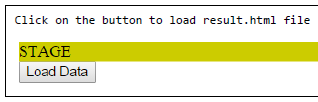 Click on the button to load result.html file
STAGE
Load Data